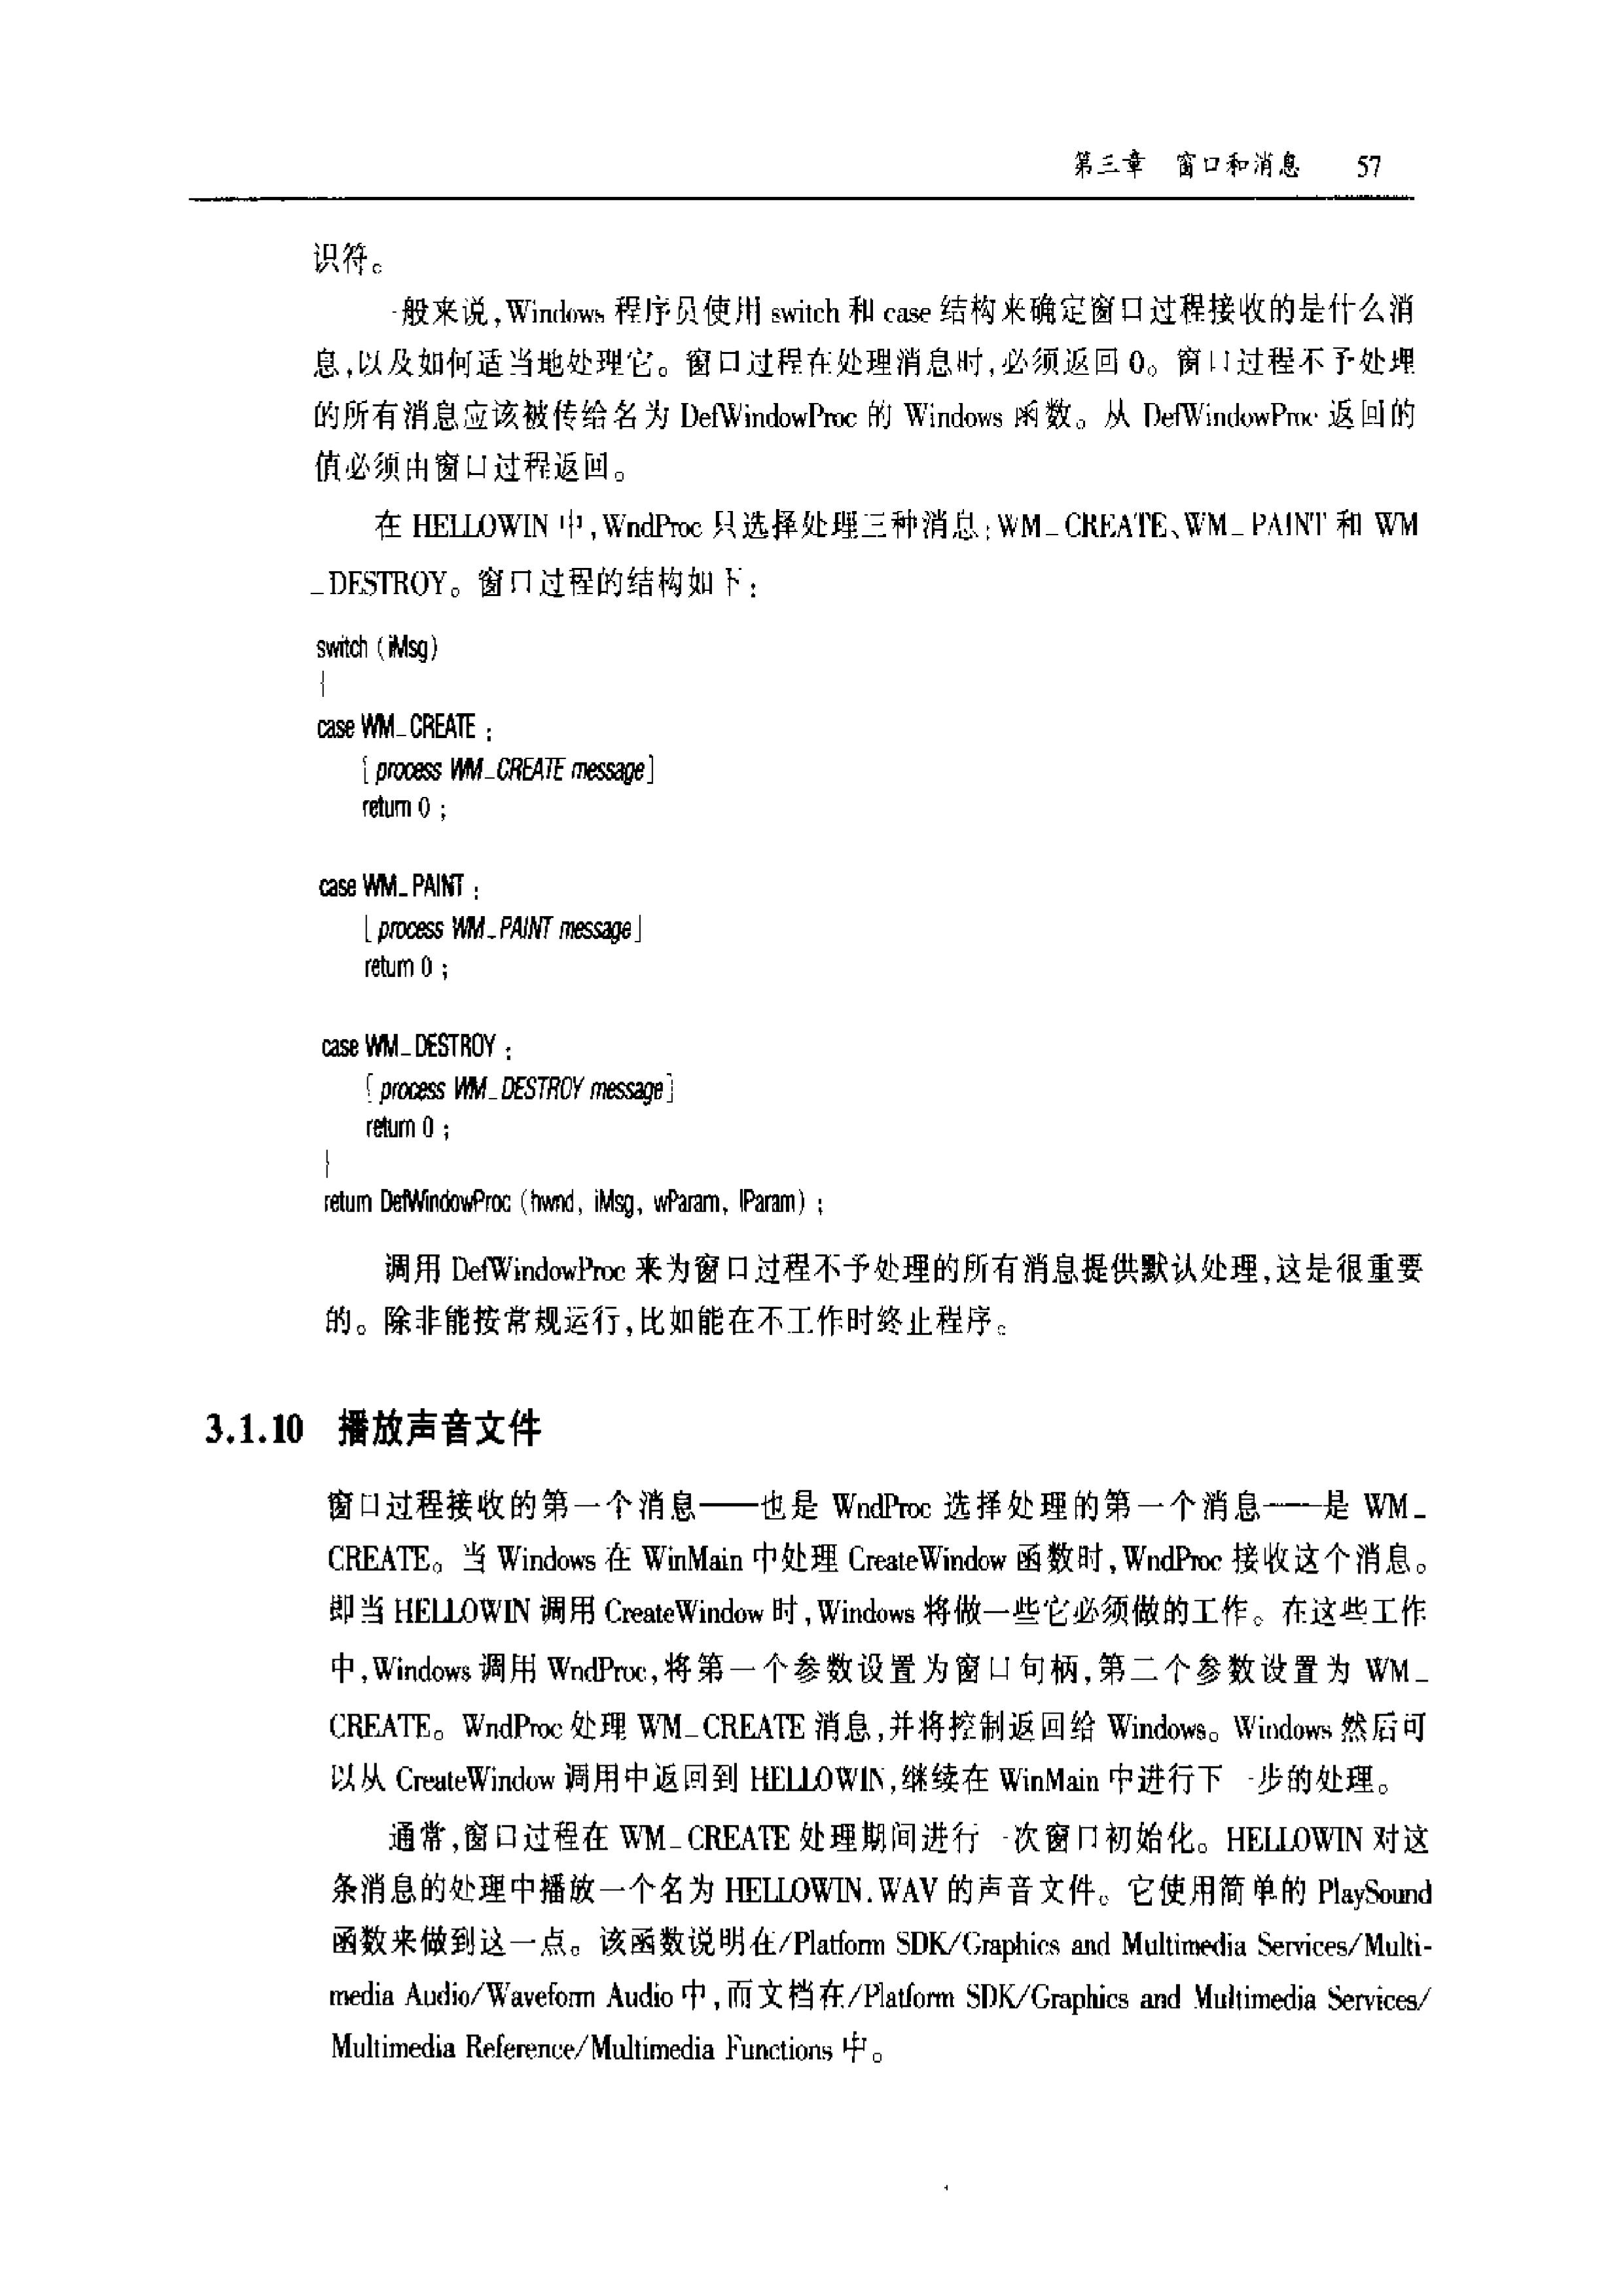 第三章 窗口和消息 57
识符。
一般来说,Windows 程序员使用 switch 和 case 结构来确定窗口过程接收的是什么消
息,以及如何适当地处理它。窗口过程在处理消息时,必须返回 0。窗口过程不予处理
的所有消息应该被传给名为 DefWindowProc 的 Windows 函数。从 DefWindowProc 返回的
值必须由窗口过程返回。
在 HELLOWIN 中,WndProc 只选择处理三种消息:WM_CREATE、WM_PAINT 和 WM
_DESTROY。窗口过程的结构如下:
switch (iMsg)
{
case WM_CREATE :
[process WM_CREATE message]
return 0 ;
case WM_PAINT :
[process WM_PAINT message]
return 0 ;
case WM_DESTROY :
[process WM_DESTROY message]
return 0 ;
}
return DefWindowProc (hwnd, iMsg, wParam, lParam) ;
调用 DefWindowProc 来为窗口过程不予处理的所有消息提供默认处理,这是很重要
的。除非能按常规运行,比如能在不工作时终止程序。
3.1.10 播放声音文件
窗口过程接收的第一个消息——也是 WndProc 选择处理的第一个消息——是 WM_
CREATE。当 Windows 在 WinMain 中处理 CreateWindow 函数时,WndProc 接收这个消息。
即当 HELLOWIN 调用 CreateWindow 时,Windows 将做一些它必须做的工作。在这些工作
中,Windows 调用 WndProc,将第一个参数设置为窗口句柄,第二个参数设置为 WM_
CREATE。WndProc 处理 WM_CREATE 消息,并将控制返回给 Windows。Windows 然后可
以从 CreateWindow 调用中返回到 HELLOWIN,继续在 WinMain 中进行下一步的处理。
通常,窗口过程在 WM_CREATE 处理期间进行一次窗口初始化。HELLOWIN 对这
条消息的处理中播放一个名为 HELLOWIN.WAV 的声音文件。它使用简单的 PlaySound
函数来做到这一点。该函数说明在/Platform SDK/Graphics and Multimedia Services/Multi-
media Audio/Waveform Audio 中,而文档在/Platform SDK/Graphics and Multimedia Services/
Multimedia Reference/Multimedia Functions 中。